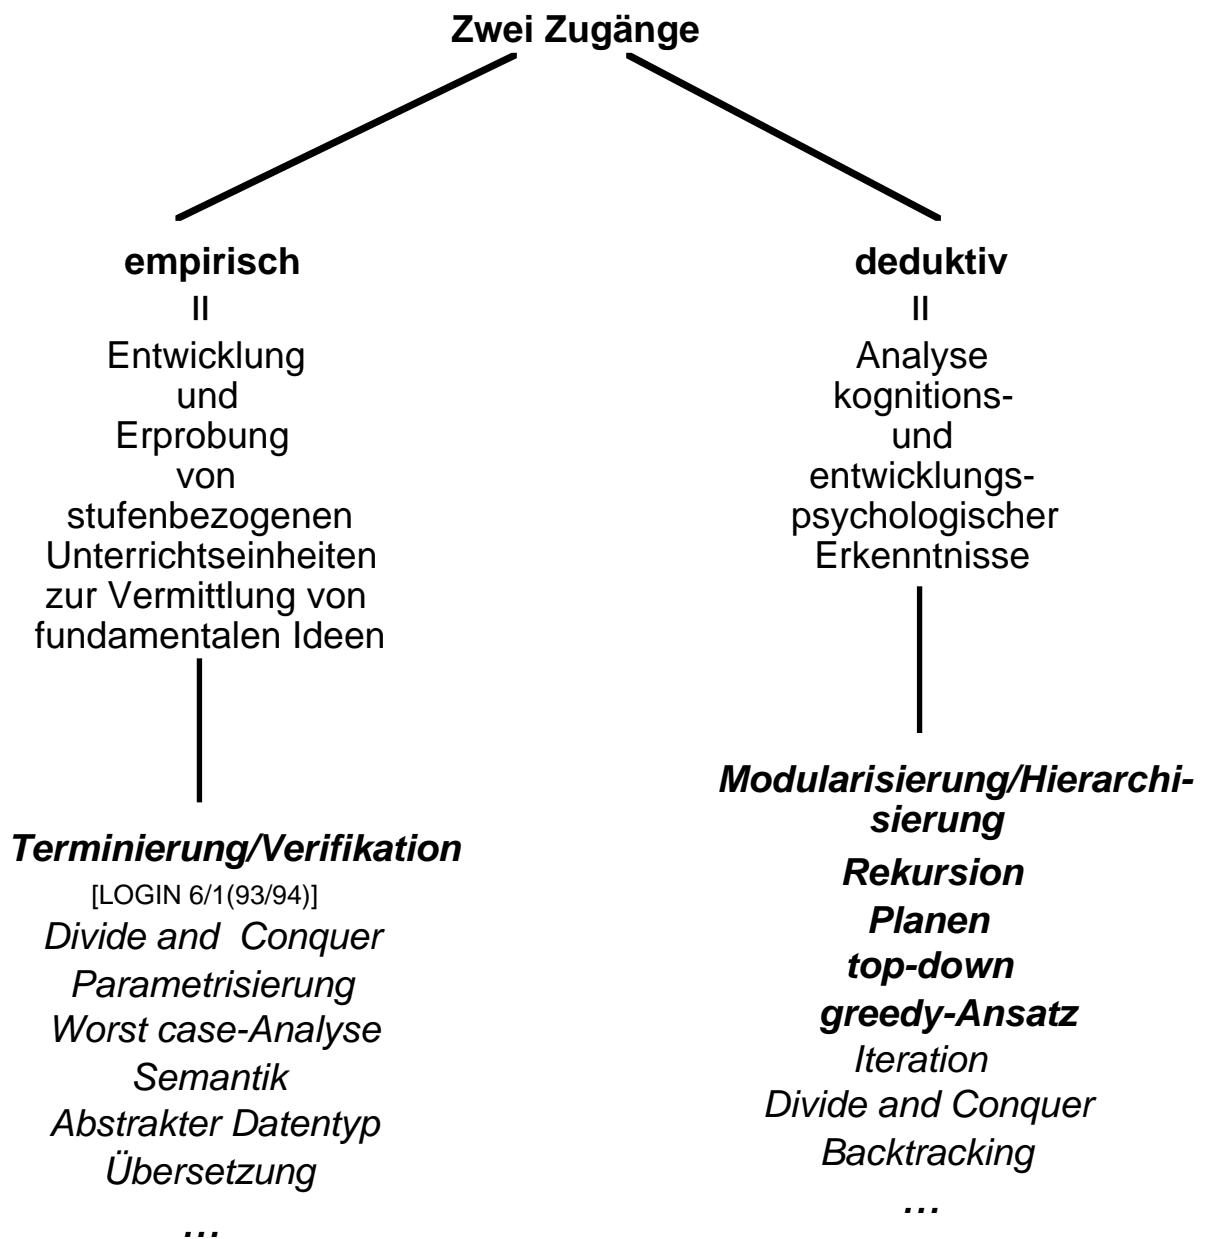 Zwei Zugänge
empirisch
=
Entwicklung
und
Erprobung
von
stufenbezogenen
Unterrichtseinheiten
zur Vermittlung von
fundamentalen Ideen
Terminierung/Verifikation
[LOGIN 6/1(93/94)]
Divide and Conquer
Parametrisierung
Worst case-Analyse
Semantik
Abstrakter Datentyp
Übersetzung
...
deduktiv
=
Analyse
kognitions-
und
entwicklungs-
psychologischer
Erkenntnisse
Modularisierung/Hierarchi-
sierung
Rekursion
Planen
top-down
greedy-Ansatz
Iteration
Divide and Conquer
Backtracking
...